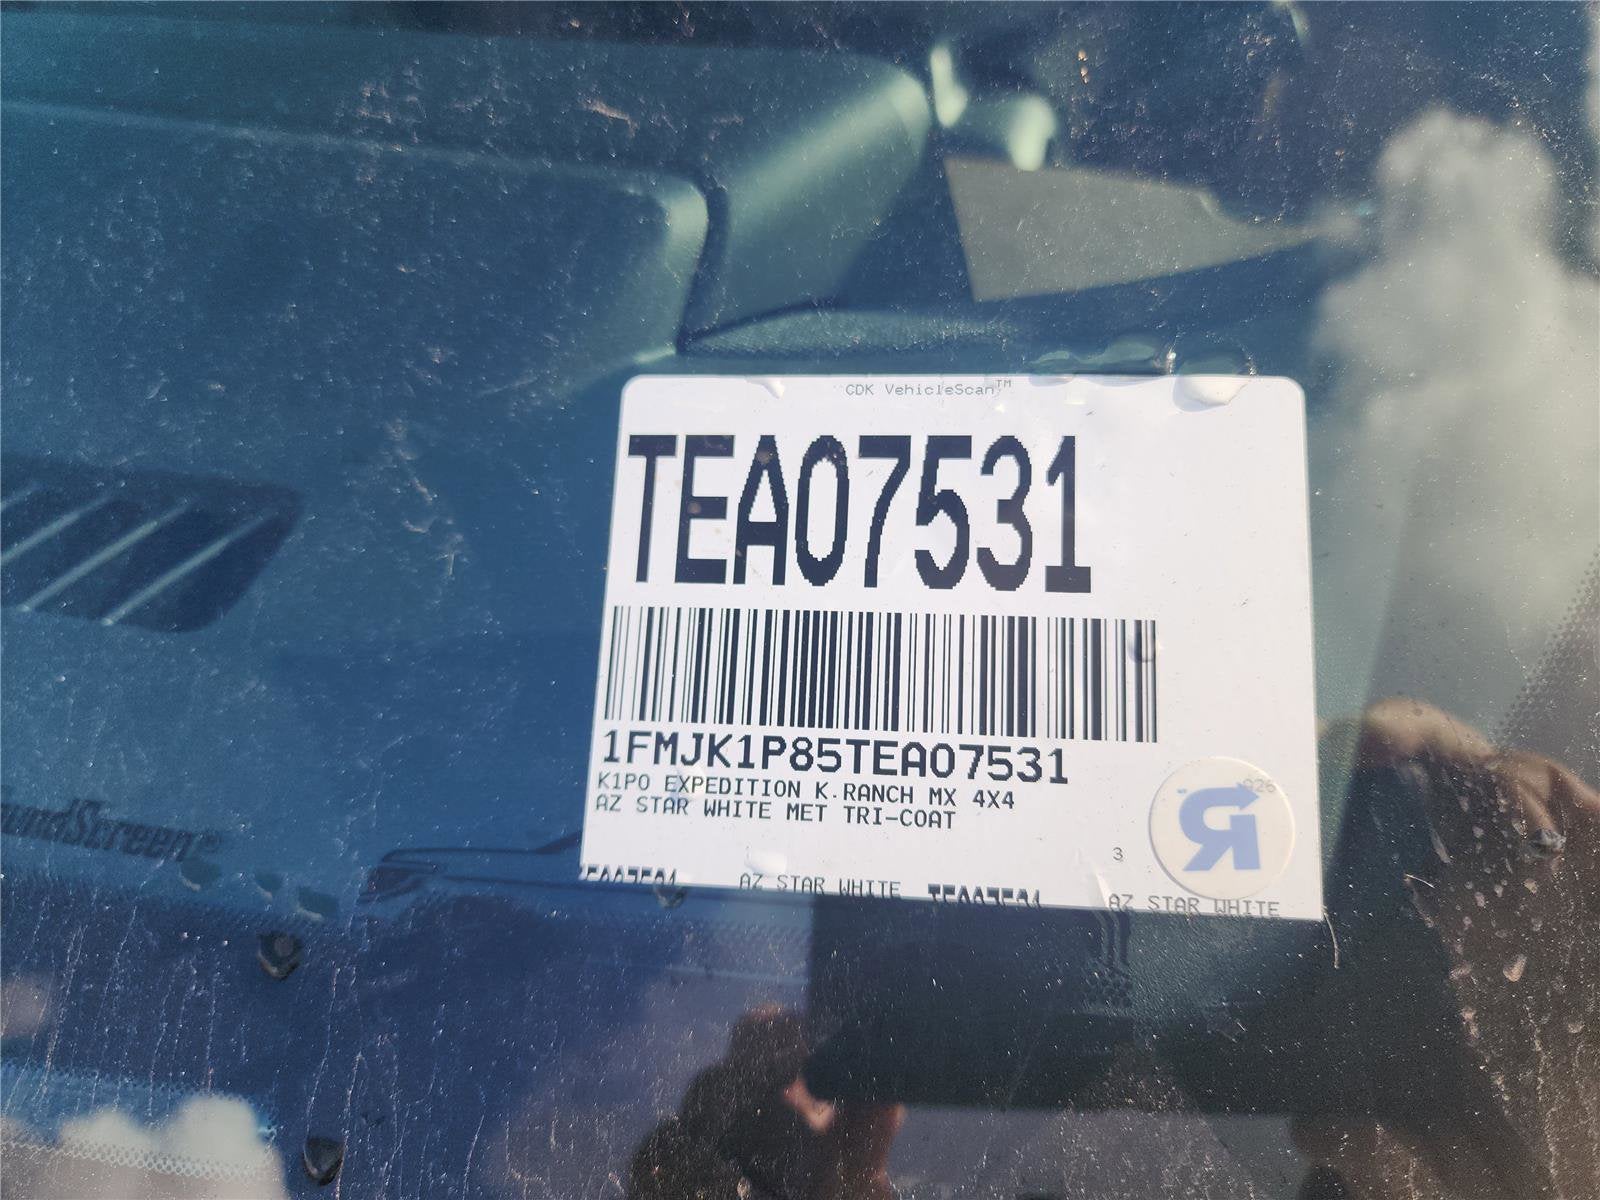 CDK VehicleScan™
TEA07531
1FMJK1P85TEA07531
K1P0 EXPEDITION K.RANCH MX 4X4
AZ STAR WHITE MET TRI-COAT
3
AZ STAR WHITE
AZ STAR WHITE